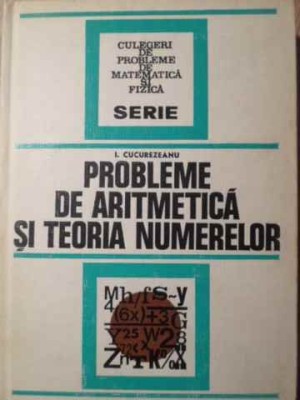 CULEGERI
DE
PROBLEME
DE
MATEMATICĂ
ȘI
FIZICĂ
SERIE
I. CUCUREZEANU
PROBLEME
DE ARITMETICĂ
ȘI TEORIA NUMERELOR